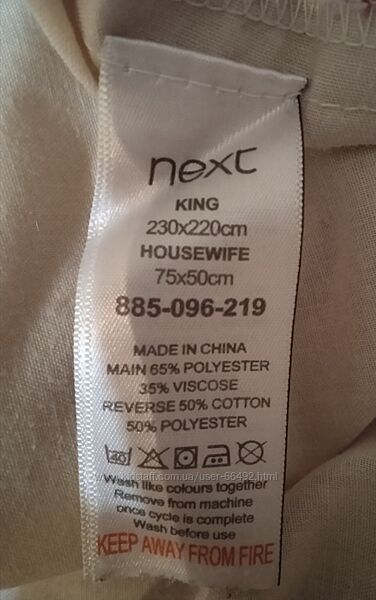 next
KING
230x220cm
HOUSEWIFE
75x50cm
885-096-219
MADE IN CHINA
MAIN 65% POLYESTER
35% VISCOSE
REVERSE 50% COTTON
50% POLYESTER
40
Wash like colours together
Remove from machine
once cycle is complete
Wash before use
KEEP AWAY FROM FIRE